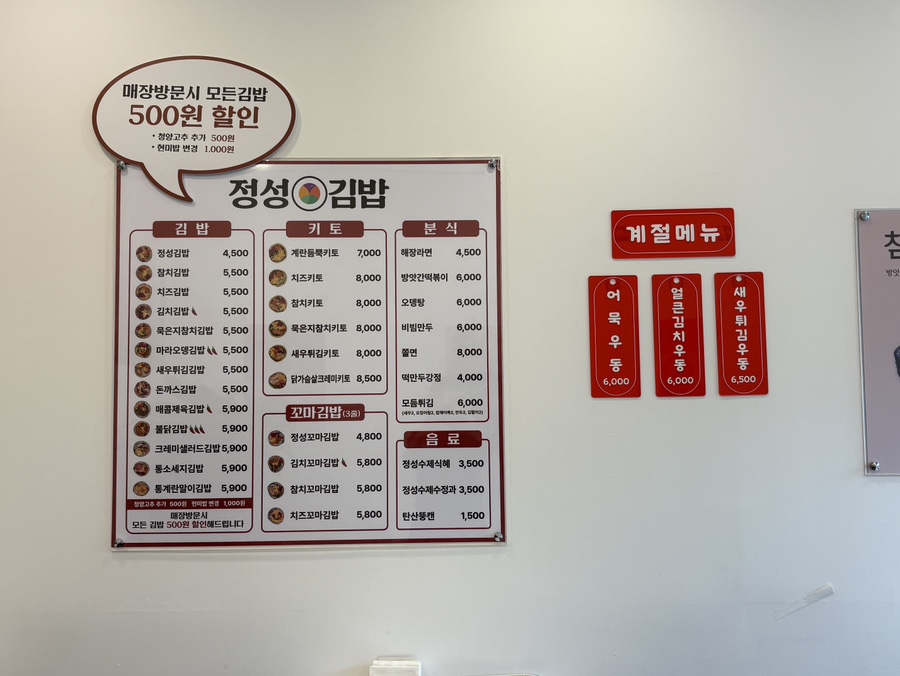 매장방문시 모든김밥
500원 할인
• 청양고추 추가 500원
• 현미밥 변경 1,000원
정성김밥
김밥
정성김밥 4,500
참치김밥 5,500
치즈김밥 5,500
김치김밥 5,500
묵은지참치김밥 5,500
마라오뎅김밥 5,500
새우튀김김밥 5,500
돈까스김밥 5,500
매콤제육김밥 5,900
불닭김밥 5,900
크레미샐러드김밥 5,900
통소세지김밥 5,900
통계란말이김밥 5,900
청양고추 추가 500원 현미밥 변경 1,000원
매장방문시
모든 김밥 500원 할인해드립니다
키토
계란듬뿍키토 7,000
치즈키토 8,000
참치키토 8,000
묵은지참치키토 8,000
새우튀김키토 8,000
닭가슴살크레미키토 8,500
꼬마김밥(3줄)
정성꼬마김밥 4,800
김치꼬마김밥 5,800
참치꼬마김밥 5,800
치즈꼬마김밥 5,800
분식
해장라면 4,500
방앗간떡볶이 6,000
오뎅탕 6,000
비빔만두 6,000
쫄면 8,000
떡만두강정 4,000
모듬튀김 6,000
음료
정성수제식혜 3,500
정성수제수정과 3,500
탄산뚱캔 1,500
계절메뉴
어묵우동
6,000
얼큰김치우동
6,000
새우튀김우동
6,500
방앗